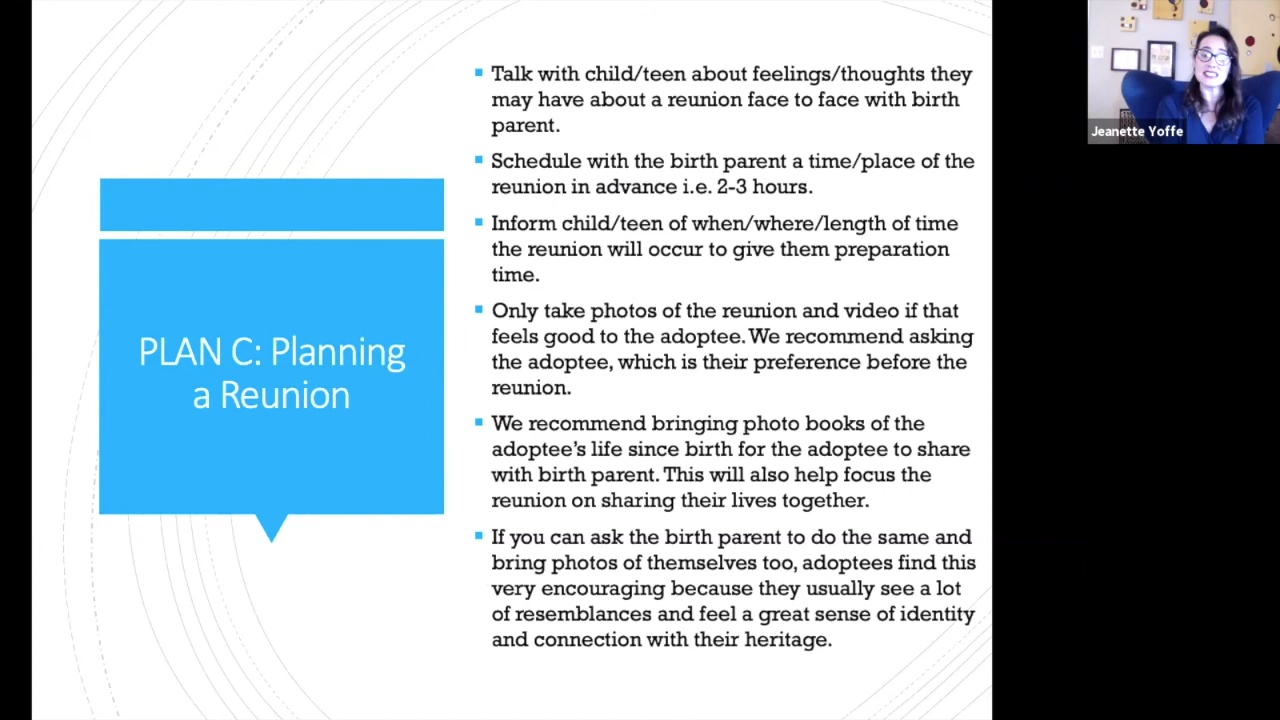 PLAN C: Planning
a Reunion
Talk with child/teen about feelings/thoughts they
may have about a reunion face to face with birth
parent.
Schedule with the birth parent a time/place of the
reunion in advance i.e. 2-3 hours.
Inform child/teen of when/where/length of time
the reunion will occur to give them preparation
time.
Only take photos of the reunion and video if that
feels good to the adoptee. We recommend asking
the adoptee, which is their preference before the
reunion.
We recommend bringing photo books of the
adoptee's life since birth for the adoptee to share
with birth parent. This will also help focus the
reunion on sharing their lives together.
If you can ask the birth parent to do the same and
bring photos of themselves too, adoptees find this
very encouraging because they usually see a lot
of resemblances and feel a great sense of identity
and connection with their heritage.
Jeanette Yoffe